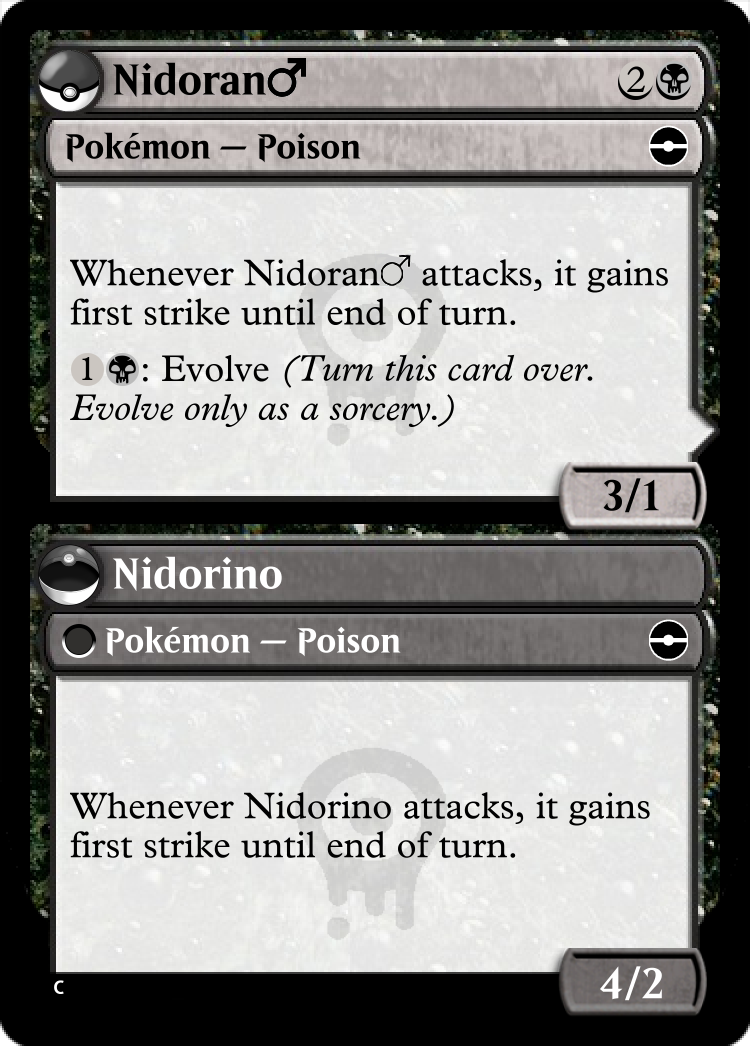 Nidoran♂ 2
Pokémon — Poison
Whenever Nidoran♂ attacks, it gains
first strike until end of turn.
1: Evolve (Turn this card over.
Evolve only as a sorcery.)
3/1
Nidorino
Pokémon — Poison
Whenever Nidorino attacks, it gains
first strike until end of turn.
4/2
C